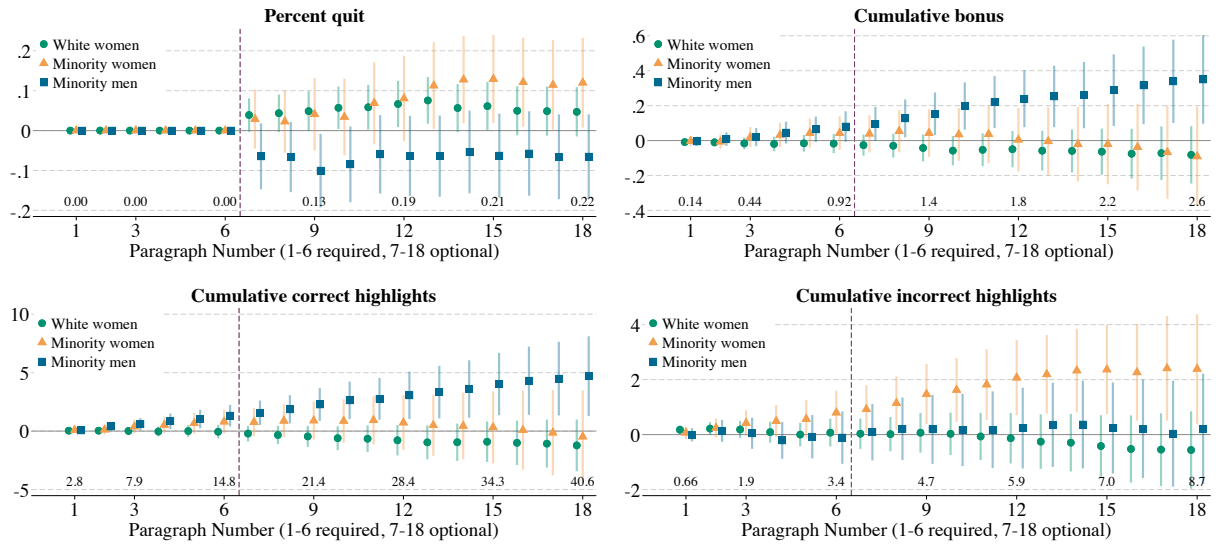 Percent quit
.2
.1
0
-.1
-.2
White women
Minority women
Minority men
0.00 0.00 0.00 0.13 0.19 0.21 0.22
1 3 6 9 12 15 18
Paragraph Number (1-6 required, 7-18 optional)
Cumulative bonus
.6
.4
.2
0
-.2
-.4
White women
Minority women
Minority men
0.14 0.44 0.92 1.4 1.8 2.2 2.6
1 3 6 9 12 15 18
Paragraph Number (1-6 required, 7-18 optional)
Cumulative correct highlights
10
5
0
-5
White women
Minority women
Minority men
2.8 7.9 14.8 21.4 28.4 34.3 40.6
1 3 6 9 12 15 18
Paragraph Number (1-6 required, 7-18 optional)
Cumulative incorrect highlights
4
2
0
-2
White women
Minority women
Minority men
0.66 1.9 3.4 4.7 5.9 7.0 8.7
1 3 6 9 12 15 18
Paragraph Number (1-6 required, 7-18 optional)